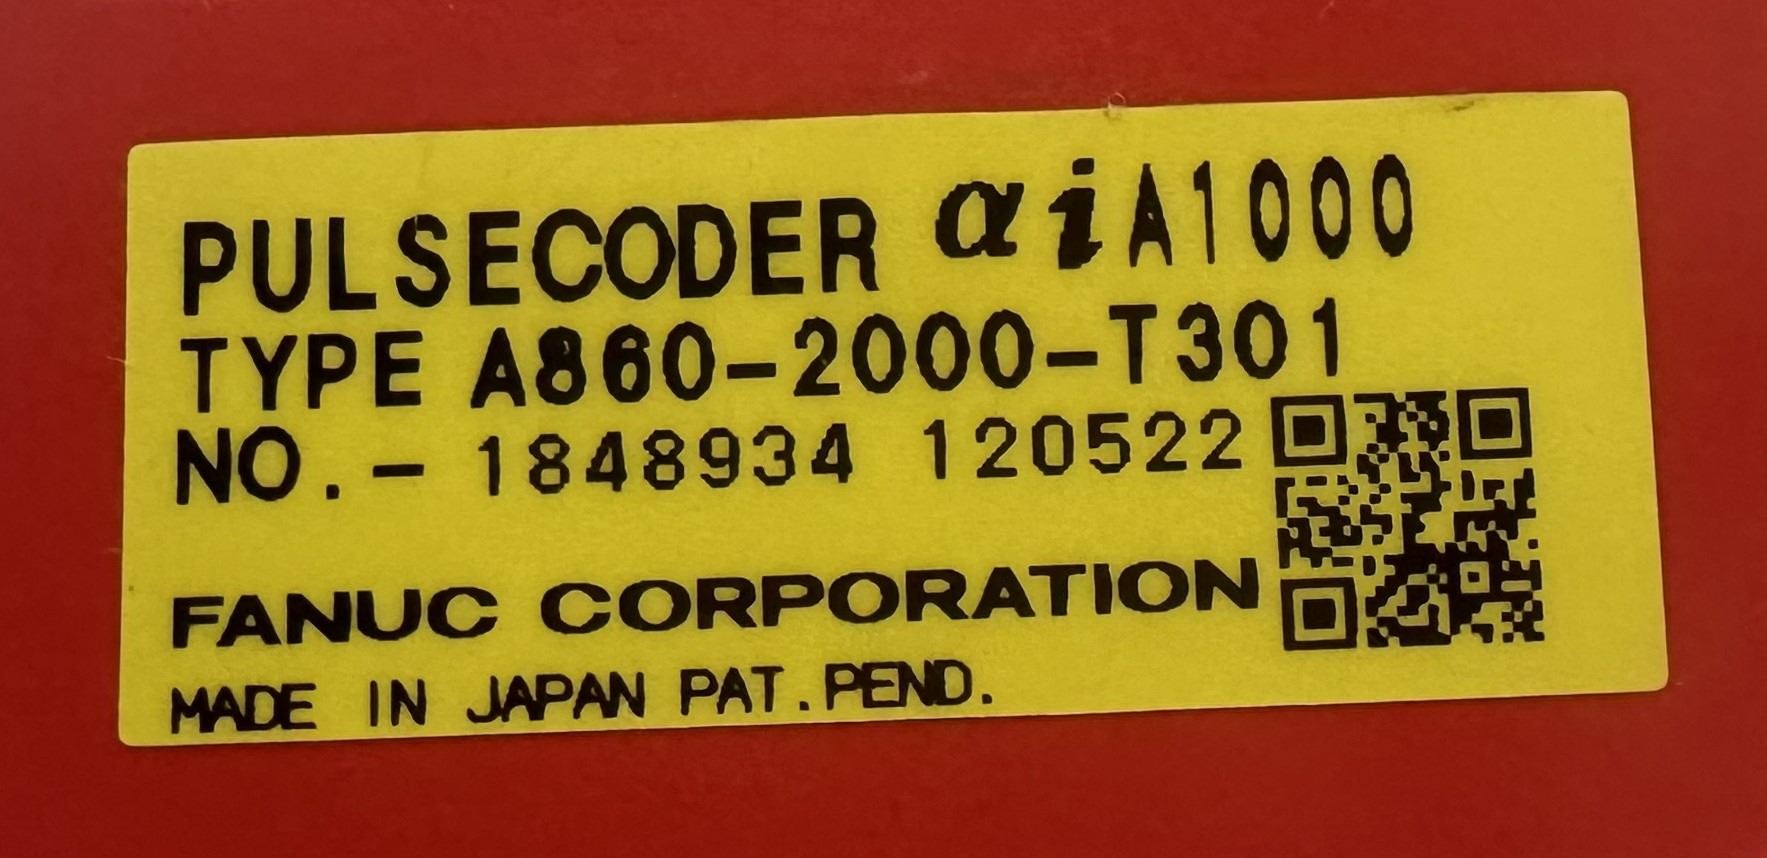 PULSECODER αiA1000
TYPE A860-2000-T301
NO.- 1848934 120522
FANUC CORPORATION
MADE IN JAPAN PAT.PEND.